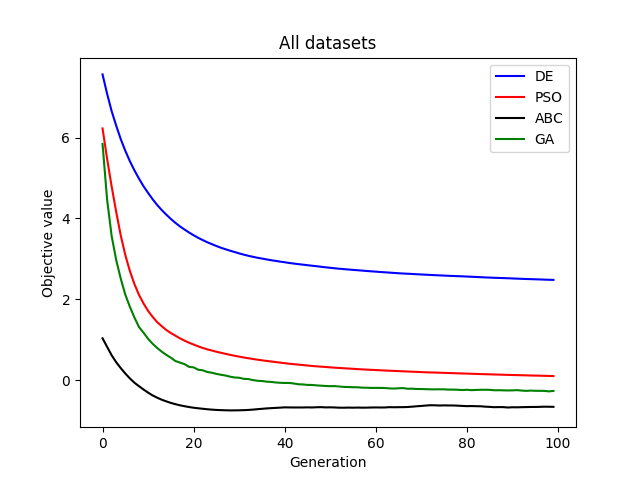 All datasets
DE
PSO
ABC
GA
Objective value
6
4
2
0
0 20 40 60 80 100
Generation